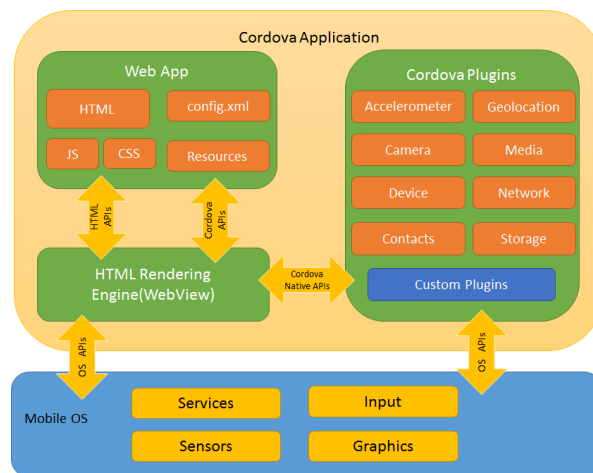 Cordova Application
Web App
HTML
config.xml
JS
CSS
Resources
HTML
APIs
Cordova
APIs
HTML Rendering
Engine(WebView)
Cordova
Native APIs
Cordova Plugins
Accelerometer
Geolocation
Camera
Media
Device
Network
Contacts
Storage
Custom Plugins
OS APIs
OS APIs
Mobile OS
Services
Input
Sensors
Graphics